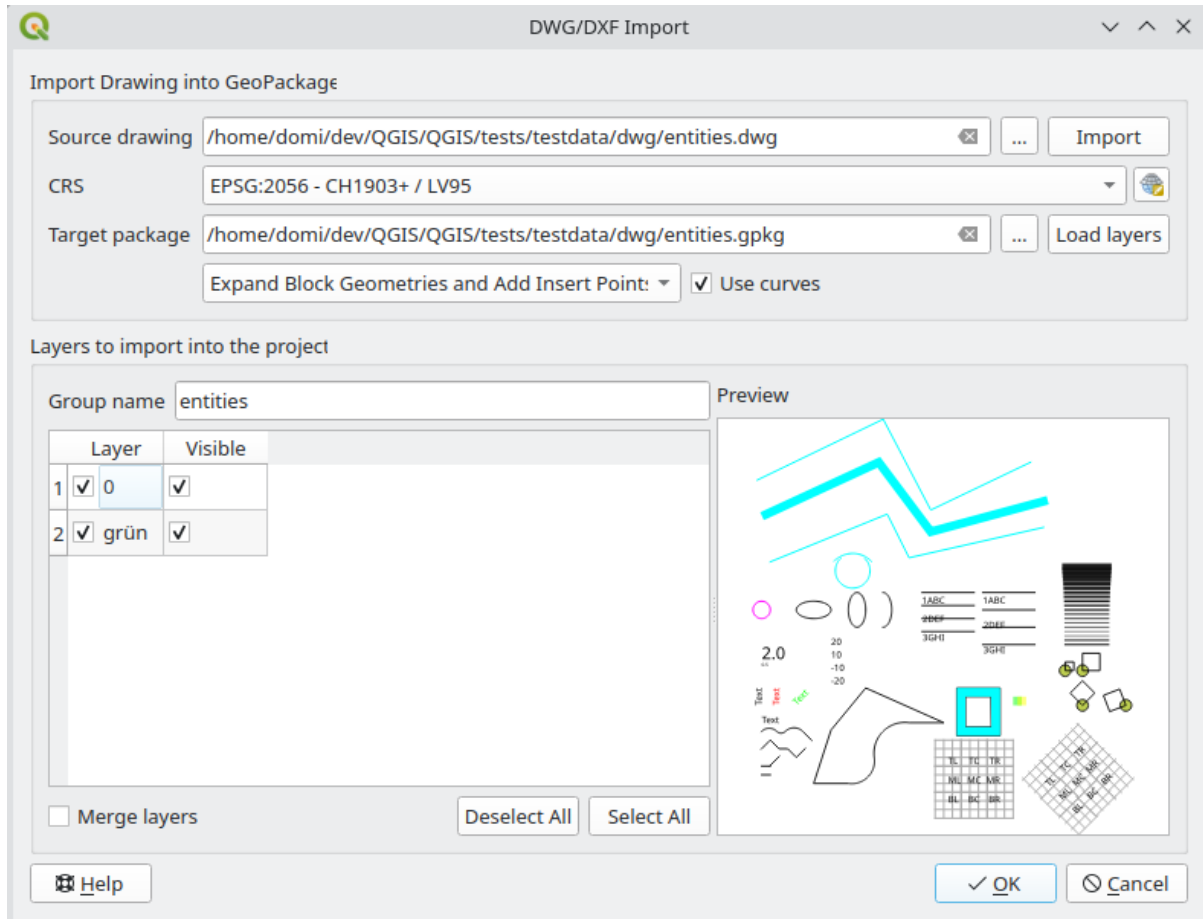 DWG/DXF Import
Import Drawing into GeoPackage
Source drawing /home/domi/dev/QGIS/QGIS/tests/testdata/dwg/entities.dwg ... Import
CRS EPSG:2056 - CH1903+ / LV95
Target package /home/domi/dev/QGIS/QGIS/tests/testdata/dwg/entities.gpkg ... Load layers
Expand Block Geometries and Add Insert Points Use curves
Layers to import into the project
Group name entities
Preview
Layer Visible
1 0
2 grün
1ABC 1ABC
2DEF 2DEF
3GHI 3GHI
2.0
20
10
-10
-20
Text Text Text
Text
TL TC TR
ML MC MR
BL BC BR
TL TC TR
ML MC MR
BL BC BR
Merge layers Deselect All Select All
Help OK Cancel